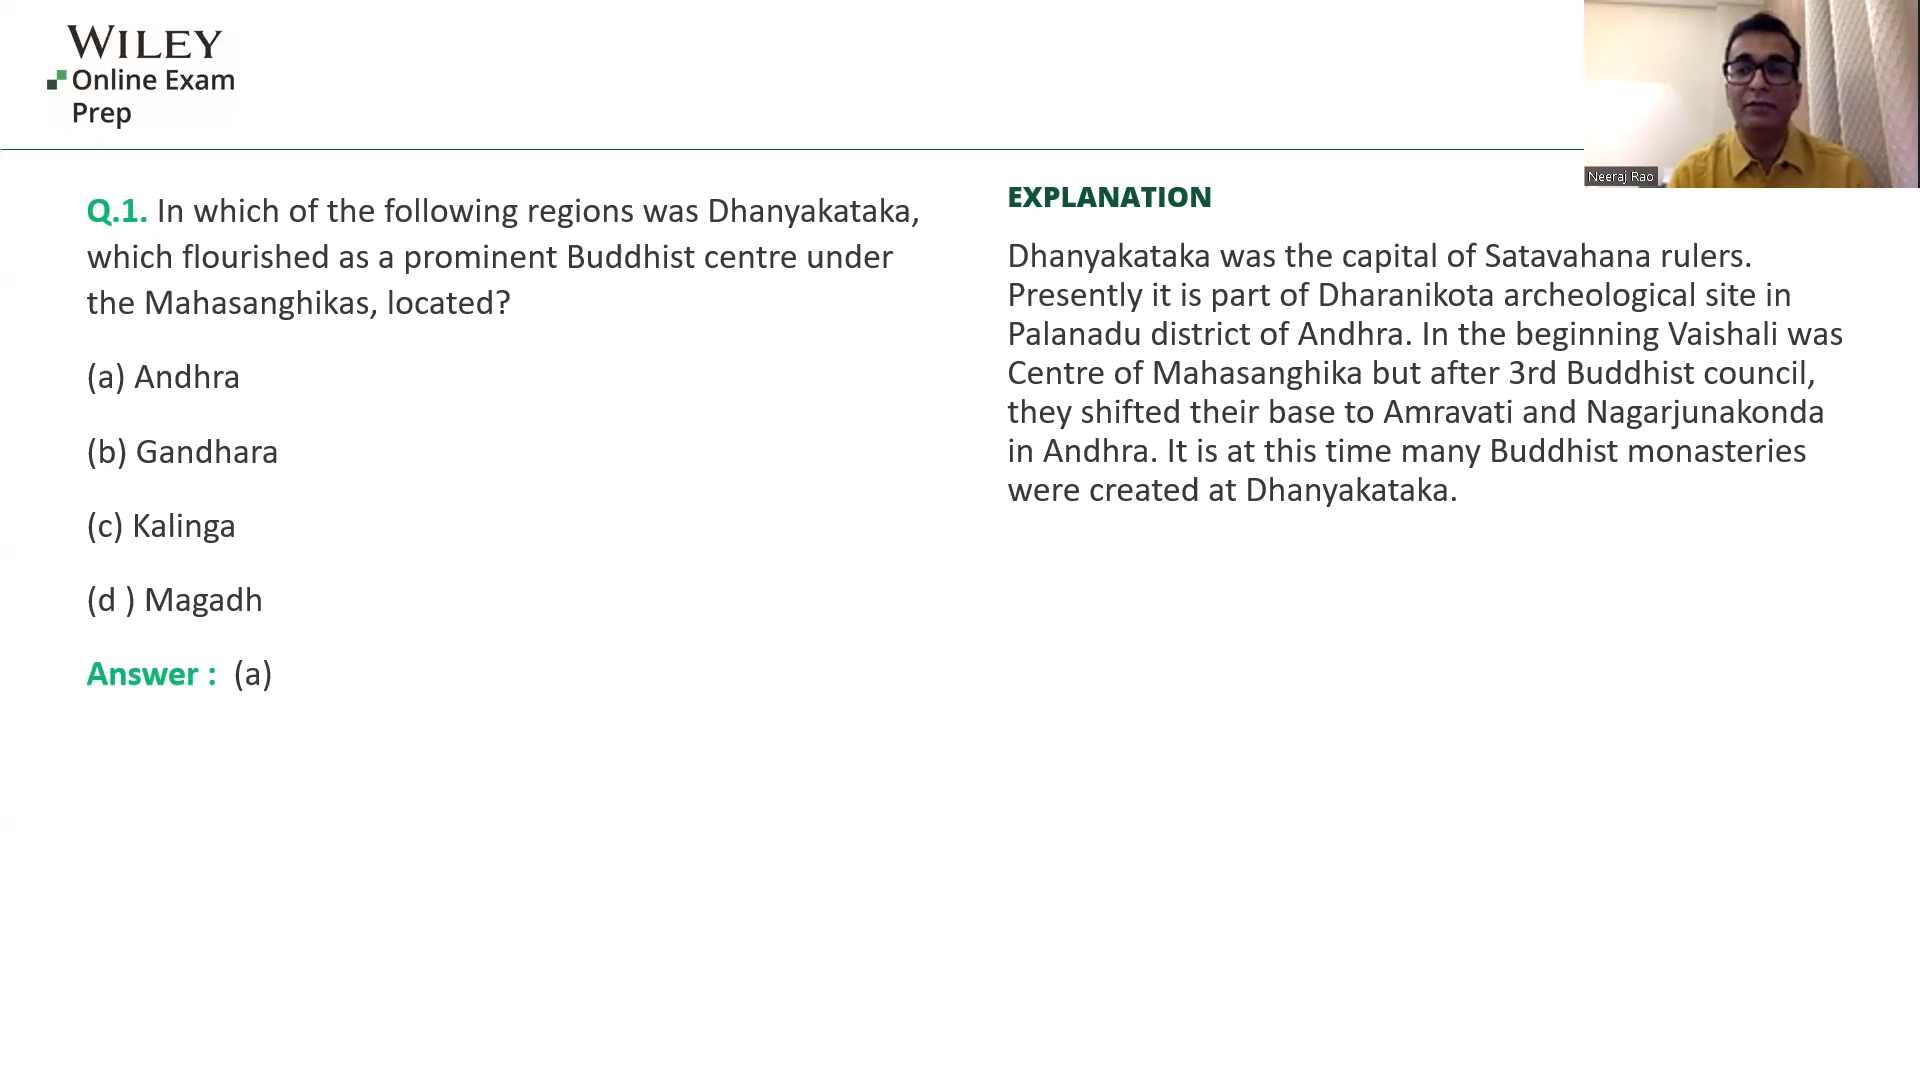 WILEY
Online Exam
Prep
Neeraj Rao
Q.1. In which of the following regions was Dhanyakataka,
which flourished as a prominent Buddhist centre under
the Mahasanghikas, located?
(a) Andhra
(b) Gandhara
(c) Kalinga
(d ) Magadh
Answer : (a)
EXPLANATION
Dhanyakataka was the capital of Satavahana rulers.
Presently it is part of Dharanikota archeological site in
Palanadu district of Andhra. In the beginning Vaishali was
Centre of Mahasanghika but after 3rd Buddhist council,
they shifted their base to Amravati and Nagarjunakonda
in Andhra. It is at this time many Buddhist monasteries
were created at Dhanyakataka.